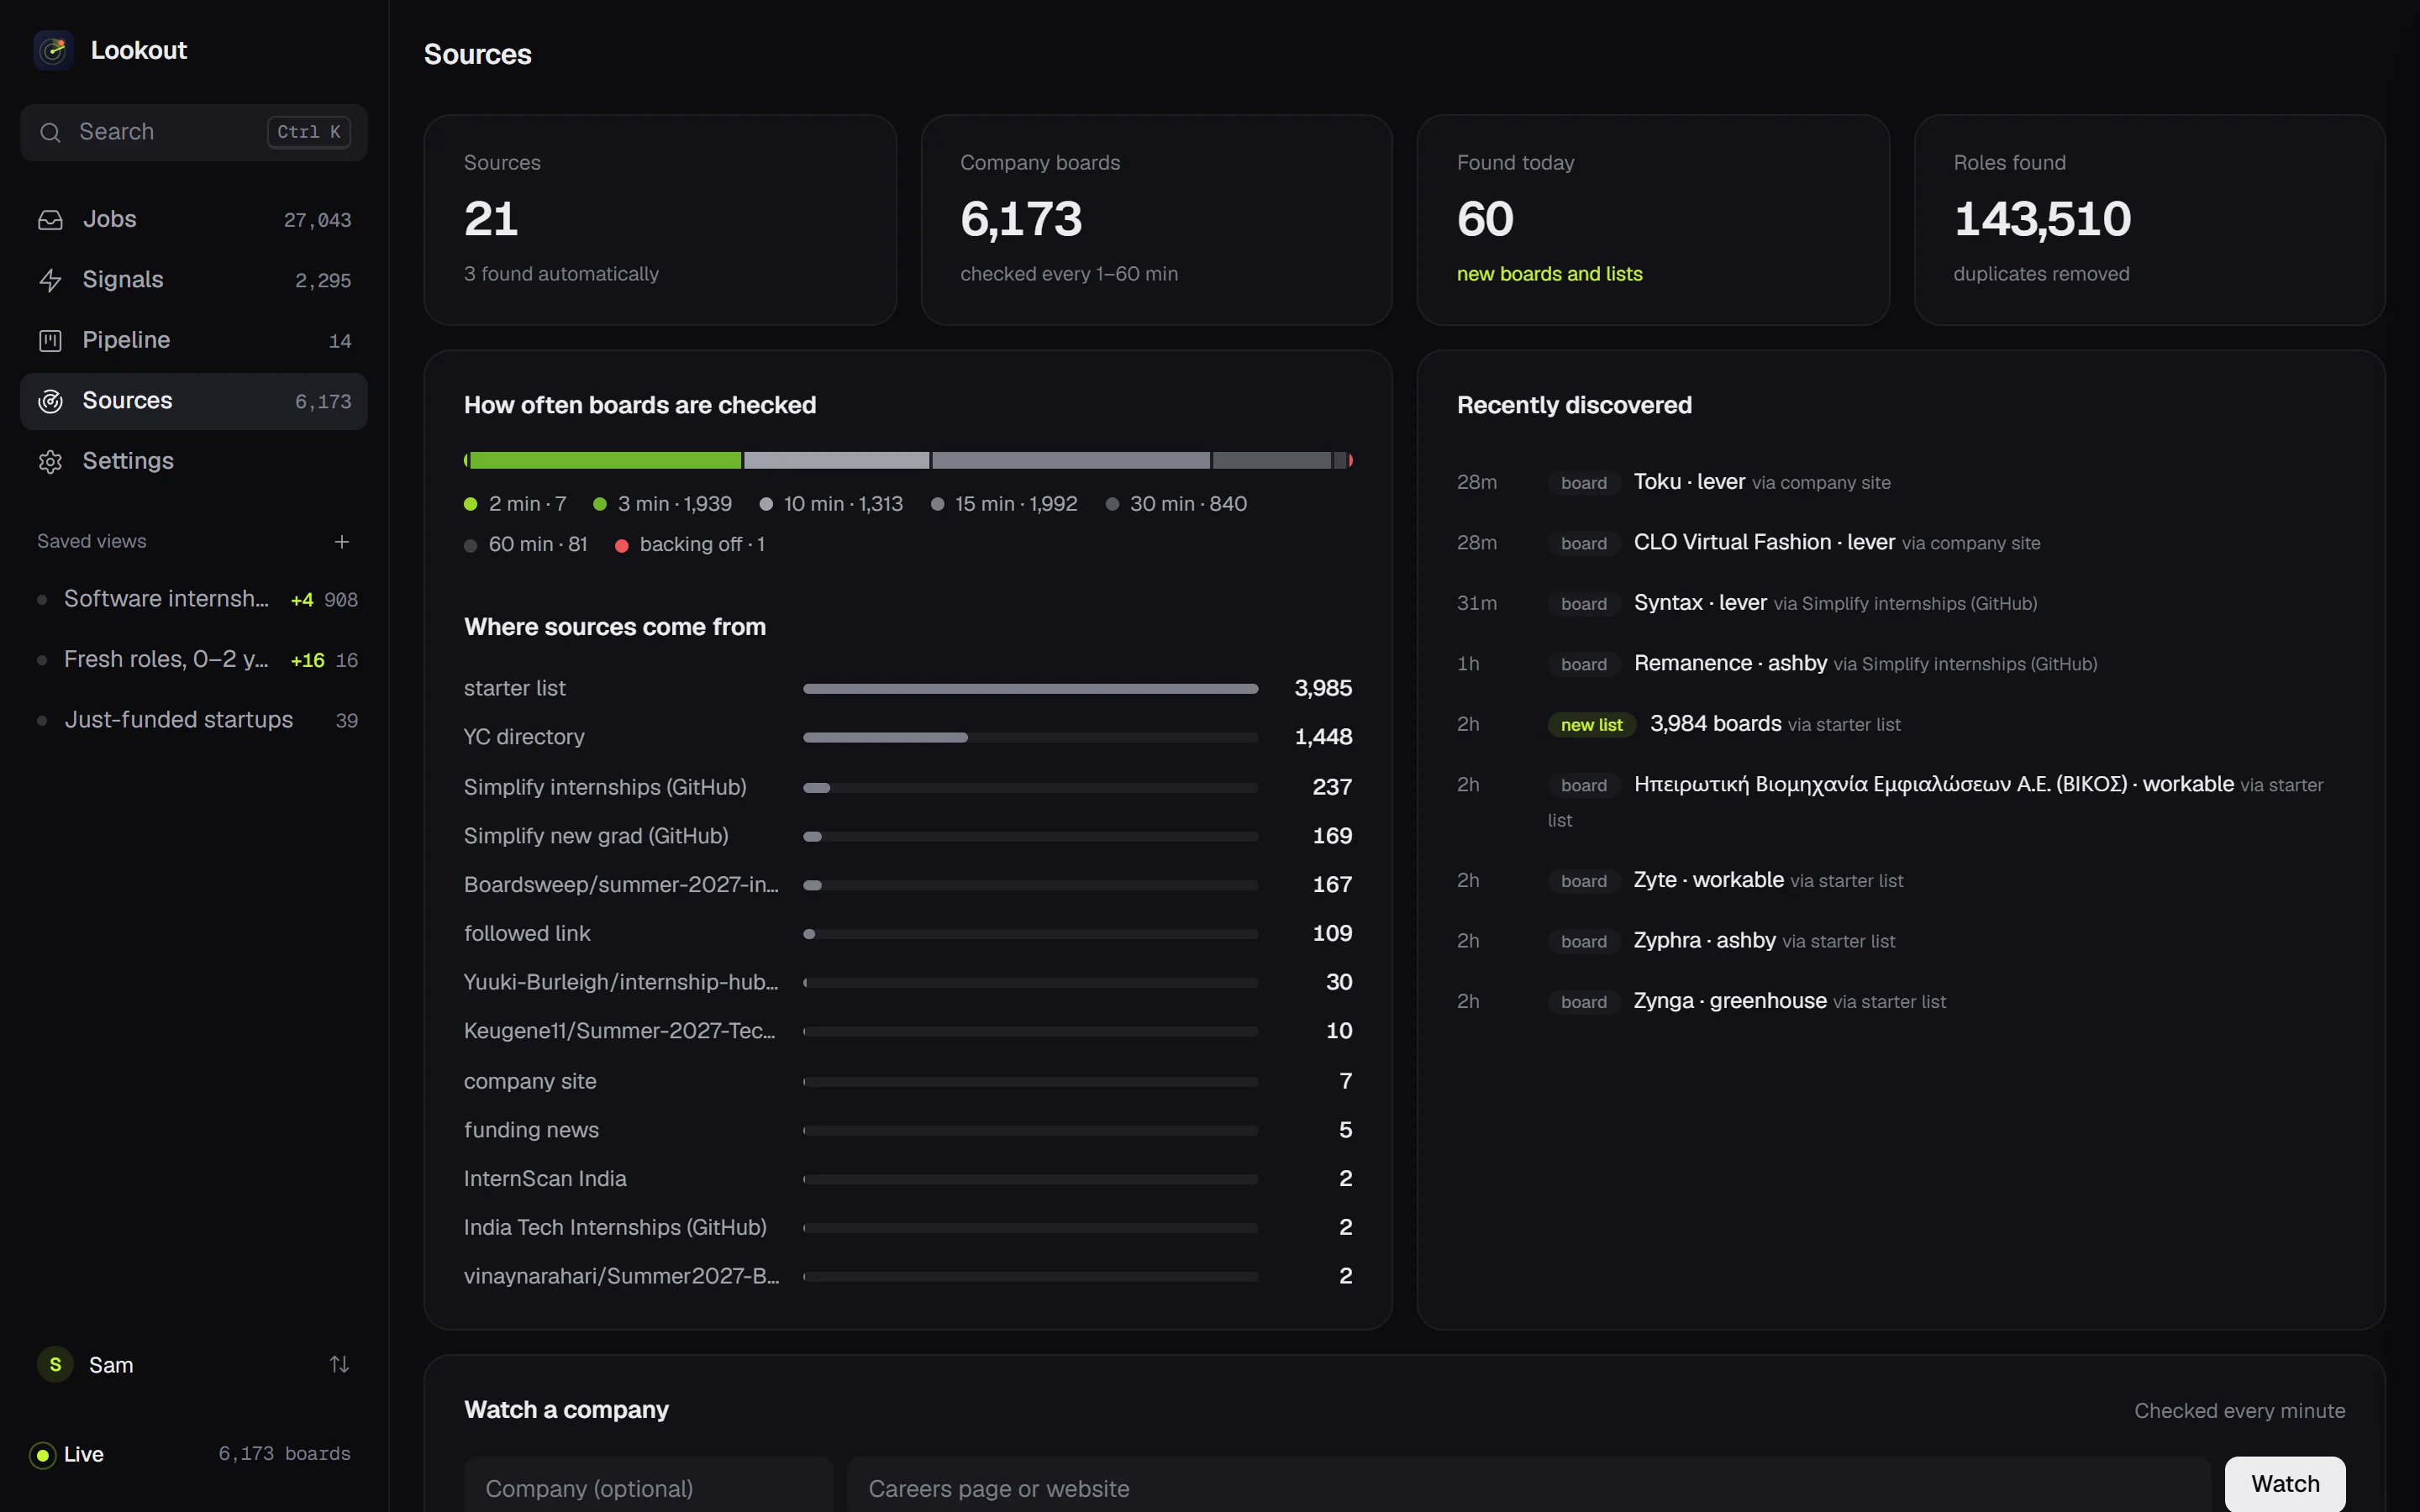 Lookout
Search
Ctrl K
Jobs 27,043
Signals 2,295
Pipeline 14
Sources 6,173
Settings
Saved views
Software internsh... +4 908
Fresh roles, 0–2 y... +16 16
Just-funded startups 39
S Sam
Live 6,173 boards
Sources
Sources
21
3 found automatically
Company boards
6,173
checked every 1–60 min
Found today
60
new boards and lists
Roles found
143,510
duplicates removed
How often boards are checked
2 min · 7 3 min · 1,939 10 min · 1,313 15 min · 1,992 30 min · 840
60 min · 81 backing off · 1
Where sources come from
starter list 3,985
YC directory 1,448
Simplify internships (GitHub) 237
Simplify new grad (GitHub) 169
Boardsweep/summer-2027-in... 167
followed link 109
Yuuki-Burleigh/internship-hub... 30
Keugene11/Summer-2027-Tec... 10
company site 7
funding news 5
InternScan India 2
India Tech Internships (GitHub) 2
vinaynarahari/Summer2027-B... 2
Recently discovered
28m board Toku · lever via company site
28m board CLO Virtual Fashion · lever via company site
31m board Syntax · lever via Simplify internships (GitHub)
1h board Remanence · ashby via Simplify internships (GitHub)
2h new list 3,984 boards via starter list
2h board Ηπειρωτική Βιομηχανία Εμφιαλώσεων Α.Ε. (ΒΙΚΟΣ) · workable via starter
list
2h board Zyte · workable via starter list
2h board Zyphra · ashby via starter list
2h board Zynga · greenhouse via starter list
Watch a company
Checked every minute
Company (optional)
Careers page or website
Watch